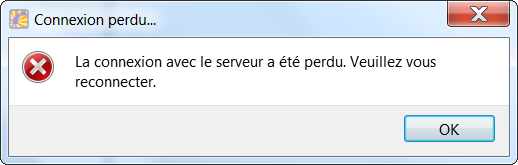 Connexion perdu...
La connexion avec le serveur a été perdu. Veuillez vous
reconnecter.
OK